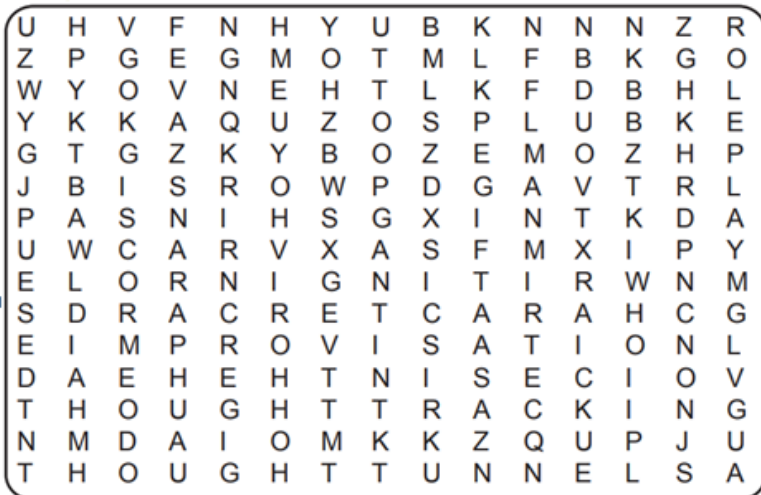 U H V F N H Y U B K N N N Z R
Z P G E G M O T M L F B K G O
W Y O V N E H T L K F D B H L
Y K K A Q U Z O S P L U B K E
G T G Z K Y B O Z E M O Z H P
J B I S R O W P D G A V T R L
P A S N I H S G X I N T K D A
U W C A R V X A S F M X I P Y
E L O R N I G N I T I R W N M
S D R A C R E T C A R A H C G
E I M P R O V I S A T I O N L
D A E H E H T N I S E C I O V
T H O U G H T T R A C K I N G
N M D A I O M K K Z Q U P J U
T H O U G H T T U N N E L S A